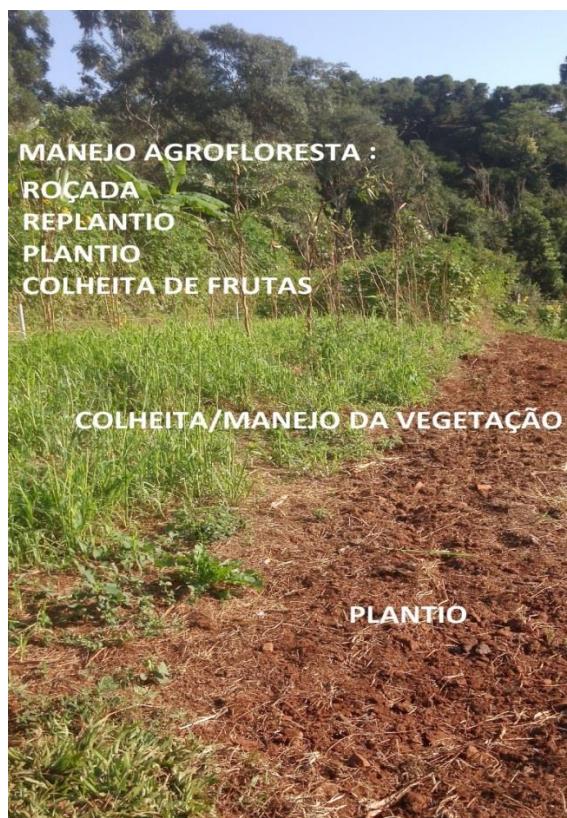 MANEJO AGROFLORESTA :
ROÇADA
REPLANTIO
PLANTIO
COLHEITA DE FRUTAS
COLHEITA/MANEJO DA VEGETAÇÃO
PLANTIO